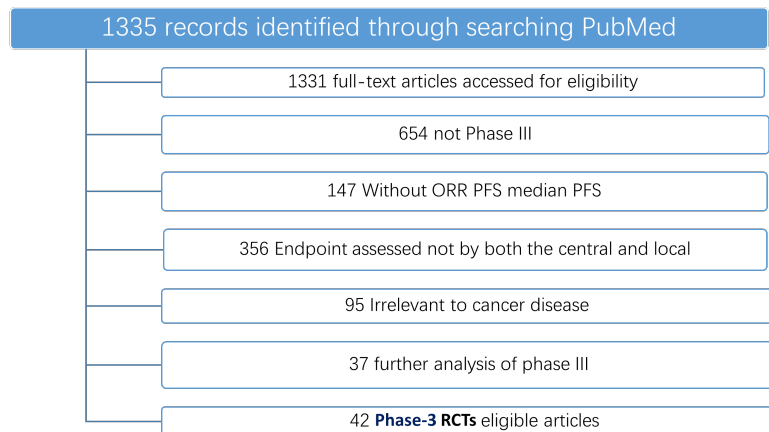 1335 records identified through searching PubMed
1331 full-text articles accessed for eligibility
654 not Phase III
147 Without ORR PFS median PFS
356 Endpoint assessed not by both the central and local
95 Irrelevant to cancer disease
37 further analysis of phase III
42 Phase-3 RCTs eligible articles